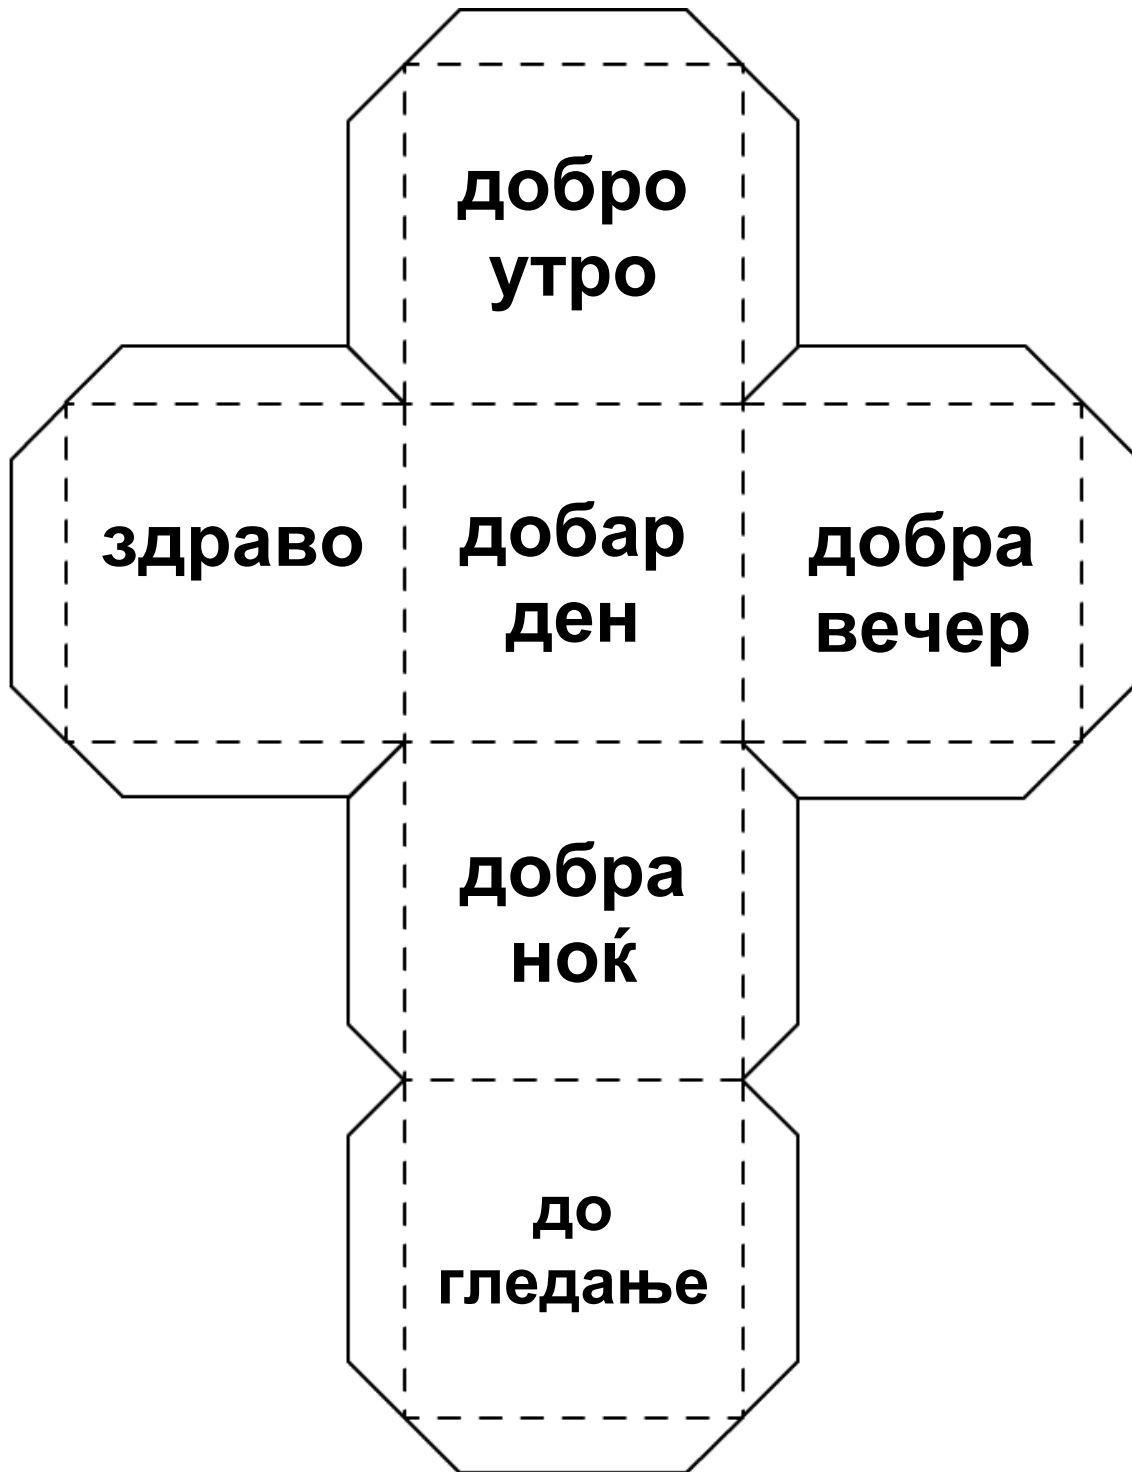 добро
утро
здраво
добар
ден
добра
вечер
добра
ноќ
до
гледање